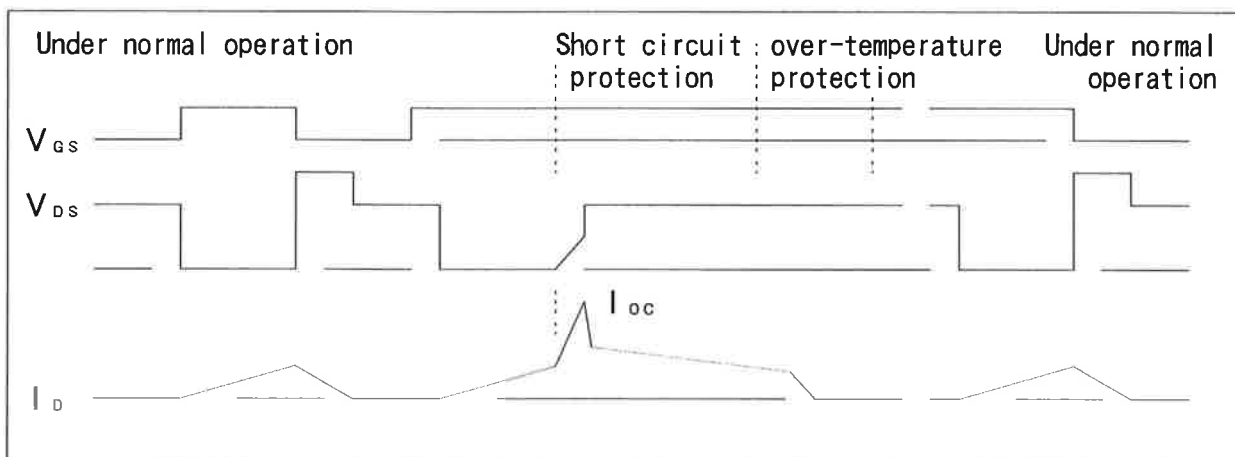 Under normal operation
Short circuit protection
over-temperature protection
Under normal operation
VGS
VDS
IOC
ID